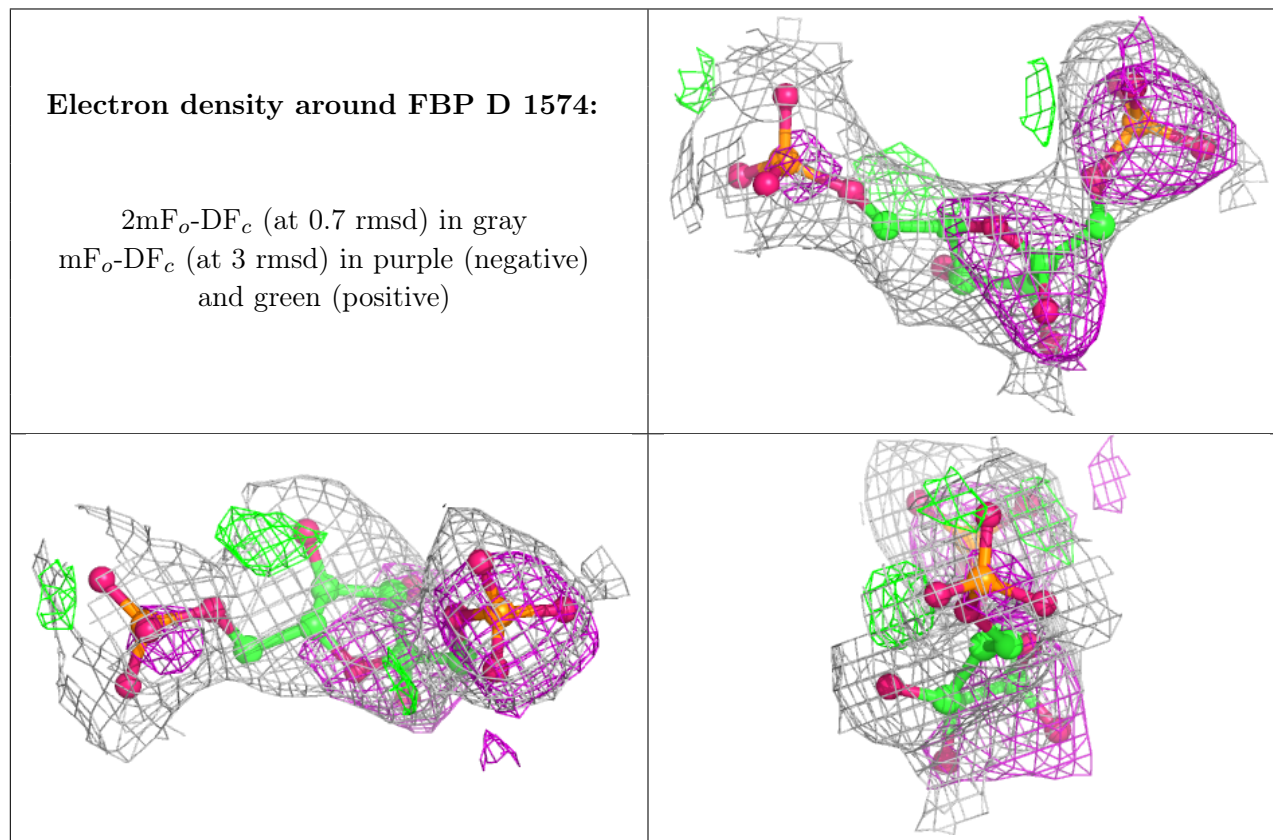 Electron density around FBP D 1574:
2mFₒ-DF𝒸 (at 0.7 rmsd) in gray
mFₒ-DF𝒸 (at 3 rmsd) in purple (negative)
and green (positive)